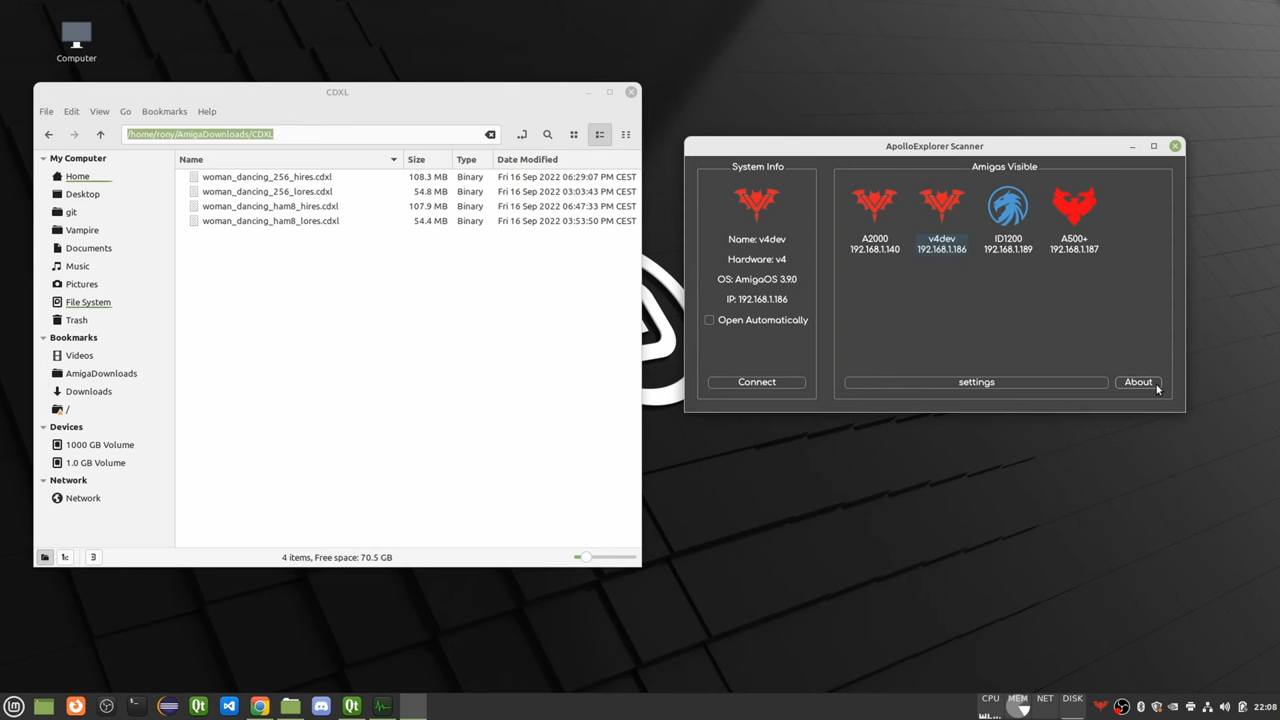 Computer
CDXL
File Edit View Go Bookmarks Help
/home/rony/AmigaDownloads/CDXL
My Computer
Home
Desktop
git
Vampire
Documents
Music
Pictures
File System
Trash
Bookmarks
Videos
AmigaDownloads
Downloads
/
Devices
1000 GB Volume
1.0 GB Volume
Network
Network
Name Size Type Date Modified
woman_dancing_256_hires.cdxl 108.3 MB Binary Fri 16 Sep 2022 06:29:07 PM CEST
woman_dancing_256_lores.cdxl 54.8 MB Binary Fri 16 Sep 2022 03:03:43 PM CEST
woman_dancing_ham8_hires.cdxl 107.9 MB Binary Fri 16 Sep 2022 06:47:33 PM CEST
woman_dancing_ham8_lores.cdxl 54.4 MB Binary Fri 16 Sep 2022 03:53:50 PM CEST
4 items, Free space: 70.5 GB
ApolloExplorer Scanner
System Info
Name: v4dev
Hardware: v4
OS: AmigaOS 3.9.0
IP: 192.168.1.186
Open Automatically
Connect
Amigas Visible
A2000
192.168.1.140
v4dev
192.168.1.186
ID1200
192.168.1.189
A500+
192.168.1.187
settings
About
CPU MEM NET DISK
22:08